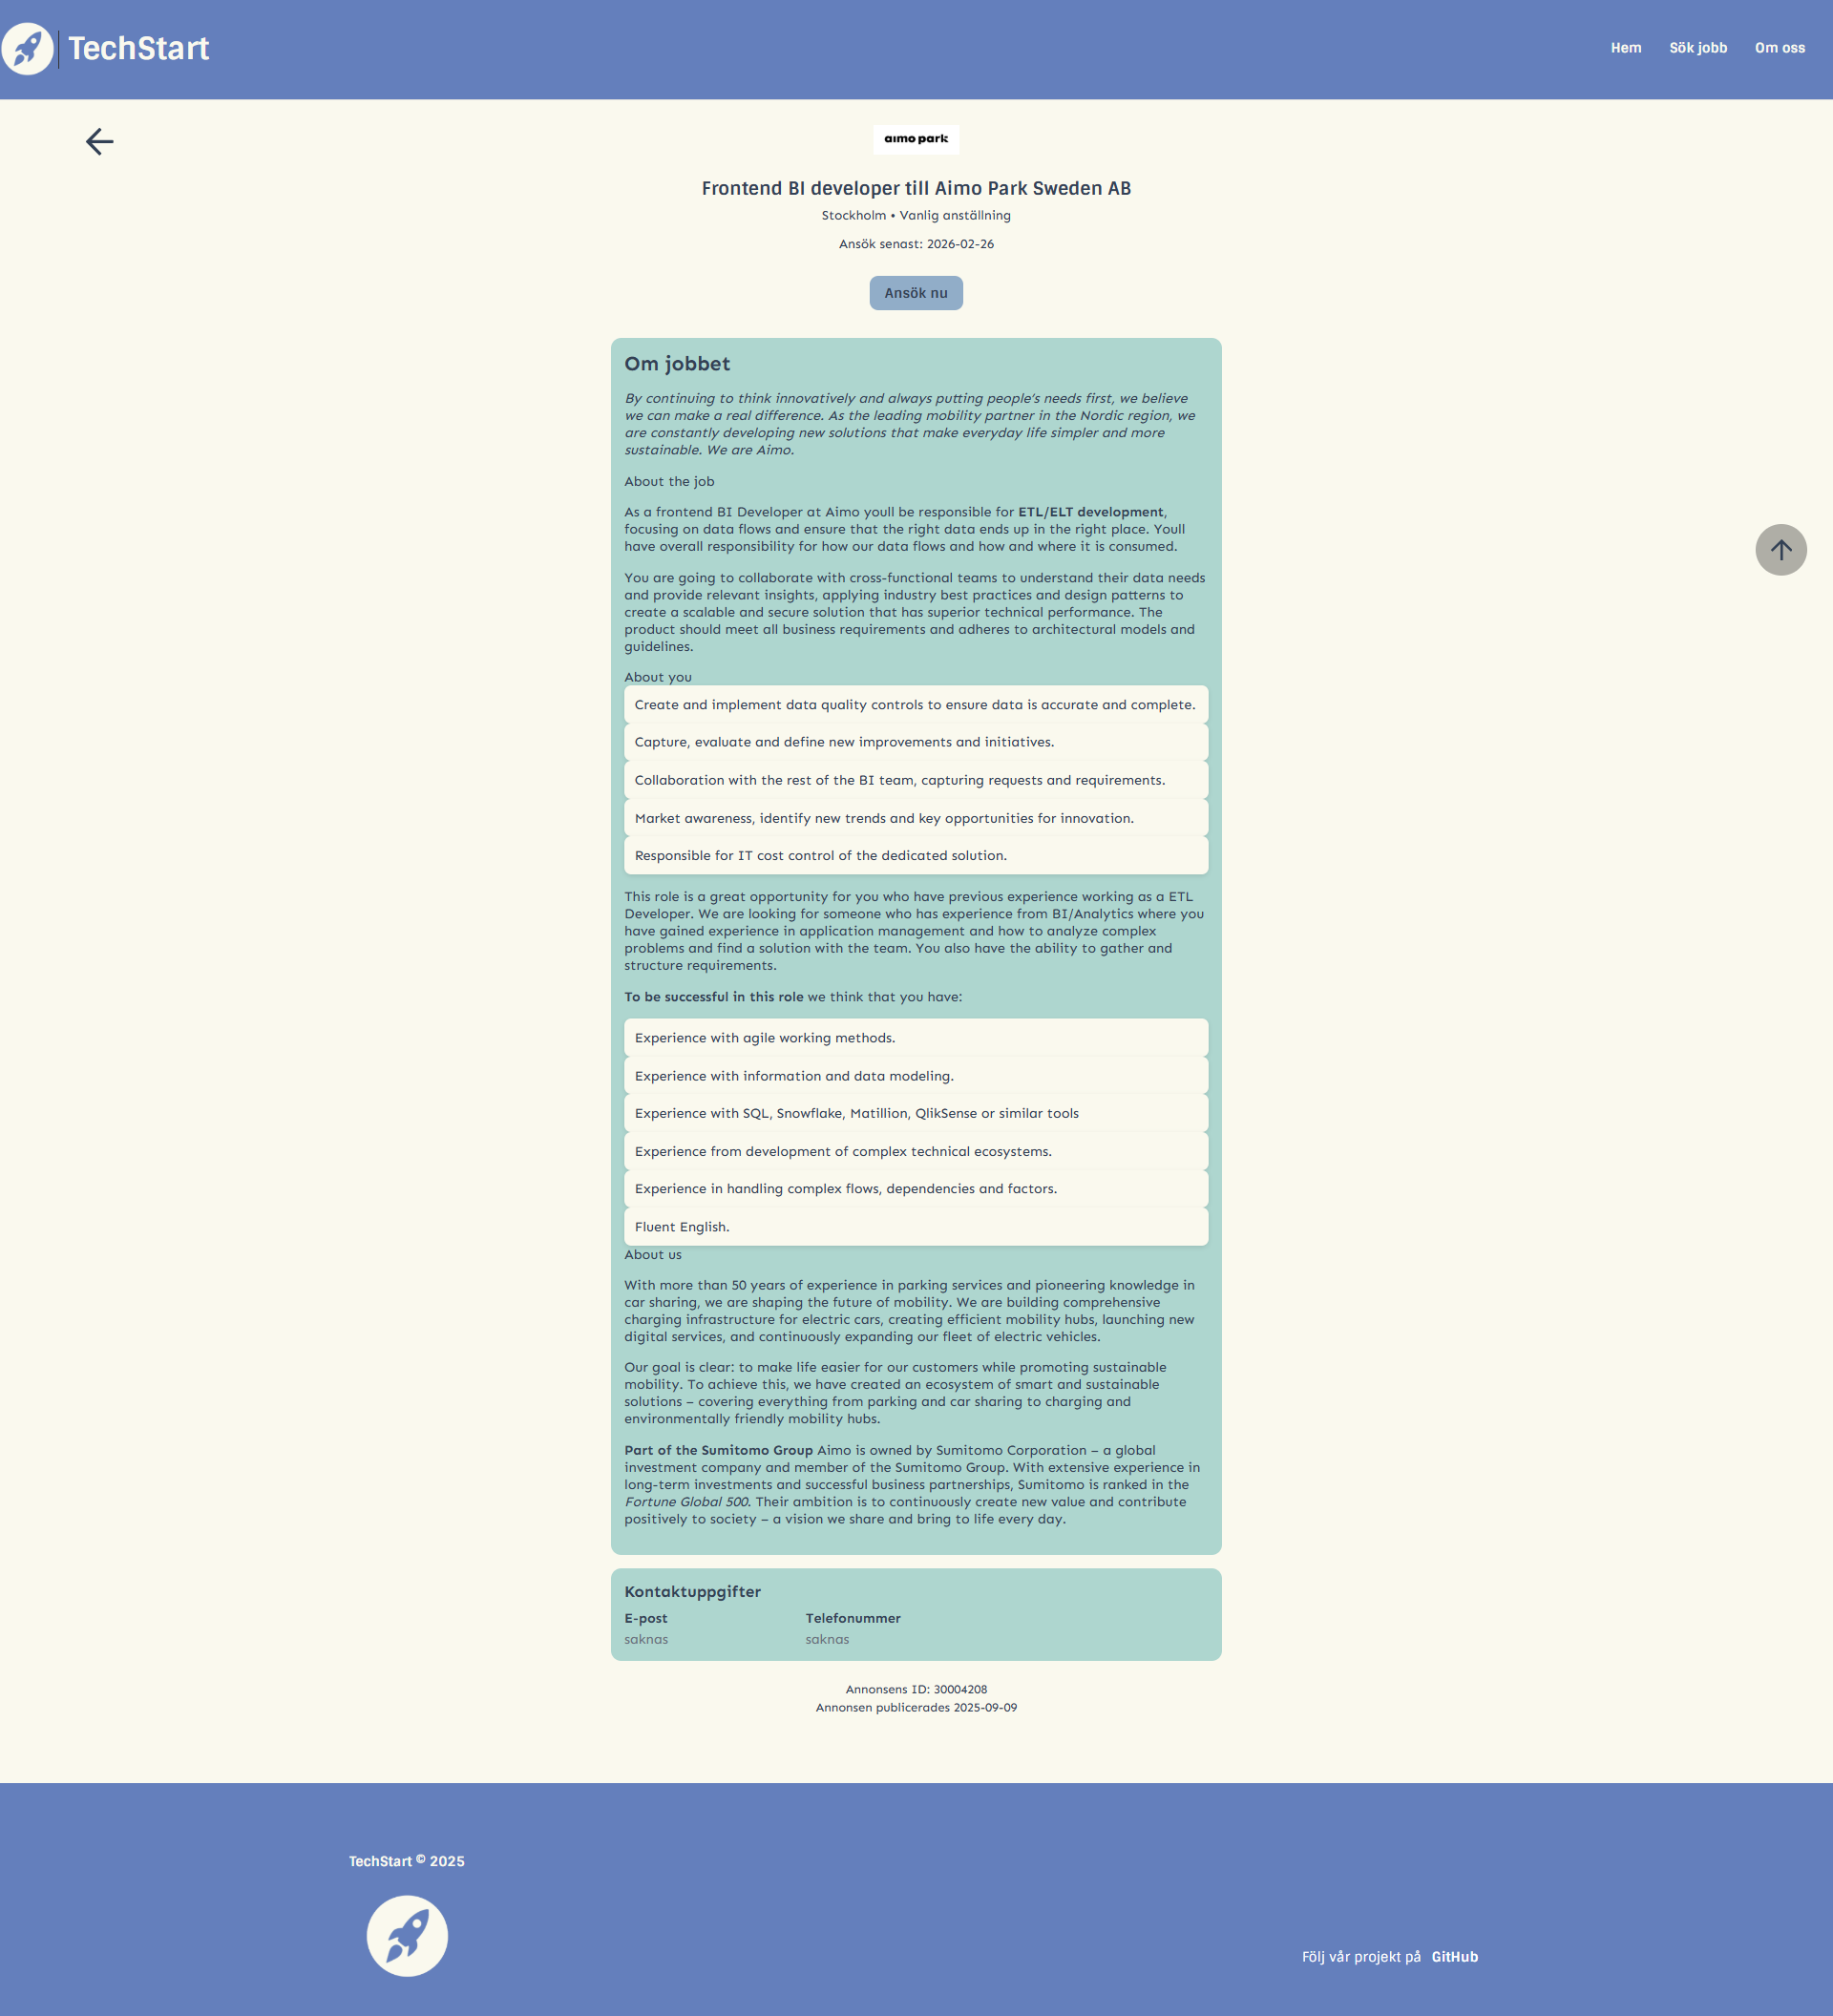 TechStart
Hem Sök jobb Om oss
aimo park
Frontend BI developer till Aimo Park Sweden AB
Stockholm • Vanlig anställning
Ansök senast: 2026-02-26
Ansök nu
Om jobbet
By continuing to think innovatively and always putting people's needs first, we believe
we can make a real difference. As the leading mobility partner in the Nordic region, we
are constantly developing new solutions that make everyday life simpler and more
sustainable. We are Aimo.
About the job
As a frontend BI Developer at Aimo youll be responsible for ETL/ELT development,
focusing on data flows and ensure that the right data ends up in the right place. Youll
have overall responsibility for how our data flows and how and where it is consumed.
You are going to collaborate with cross-functional teams to understand their data needs
and provide relevant insights, applying industry best practices and design patterns to
create a scalable and secure solution that has superior technical performance. The
product should meet all business requirements and adheres to architectural models and
guidelines.
About you
Create and implement data quality controls to ensure data is accurate and complete.
Capture, evaluate and define new improvements and initiatives.
Collaboration with the rest of the BI team, capturing requests and requirements.
Market awareness, identify new trends and key opportunities for innovation.
Responsible for IT cost control of the dedicated solution.
This role is a great opportunity for you who have previous experience working as a ETL
Developer. We are looking for someone who has experience from BI/Analytics where you
have gained experience in application management and how to analyze complex
problems and find a solution with the team. You also have the ability to gather and
structure requirements.
To be successful in this role we think that you have:
Experience with agile working methods.
Experience with information and data modeling.
Experience with SQL, Snowflake, Matillion, QlikSense or similar tools
Experience from development of complex technical ecosystems.
Experience in handling complex flows, dependencies and factors.
Fluent English.
About us
With more than 50 years of experience in parking services and pioneering knowledge in
car sharing, we are shaping the future of mobility. We are building comprehensive
charging infrastructure for electric cars, creating efficient mobility hubs, launching new
digital services, and continuously expanding our fleet of electric vehicles.
Our goal is clear: to make life easier for our customers while promoting sustainable
mobility. To achieve this, we have created an ecosystem of smart and sustainable
solutions – covering everything from parking and car sharing to charging and
environmentally friendly mobility hubs.
Part of the Sumitomo Group Aimo is owned by Sumitomo Corporation – a global
investment company and member of the Sumitomo Group. With extensive experience in
long-term investments and successful business partnerships, Sumitomo is ranked in the
Fortune Global 500. Their ambition is to continuously create new value and contribute
positively to society – a vision we share and bring to life every day.
Kontaktuppgifter
E-post Telefonummer
saknas saknas
Annonsens ID: 30004208
Annonsen publicerades 2025-09-09
TechStart © 2025
Följ vår projekt på GitHub